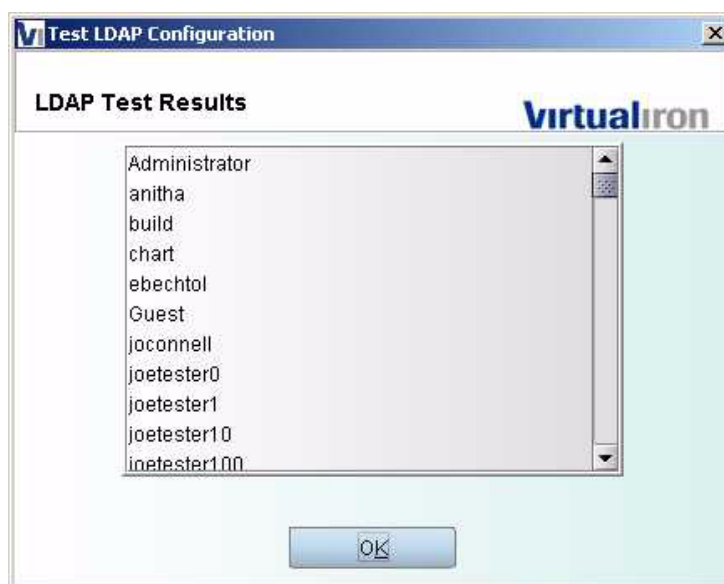 VI Test LDAP Configuration
LDAP Test Results
Virtualiron
Administrator
anitha
build
chart
ebechtol
Guest
joconnell
joetester0
joetester1
joetester10
joetester100
OK